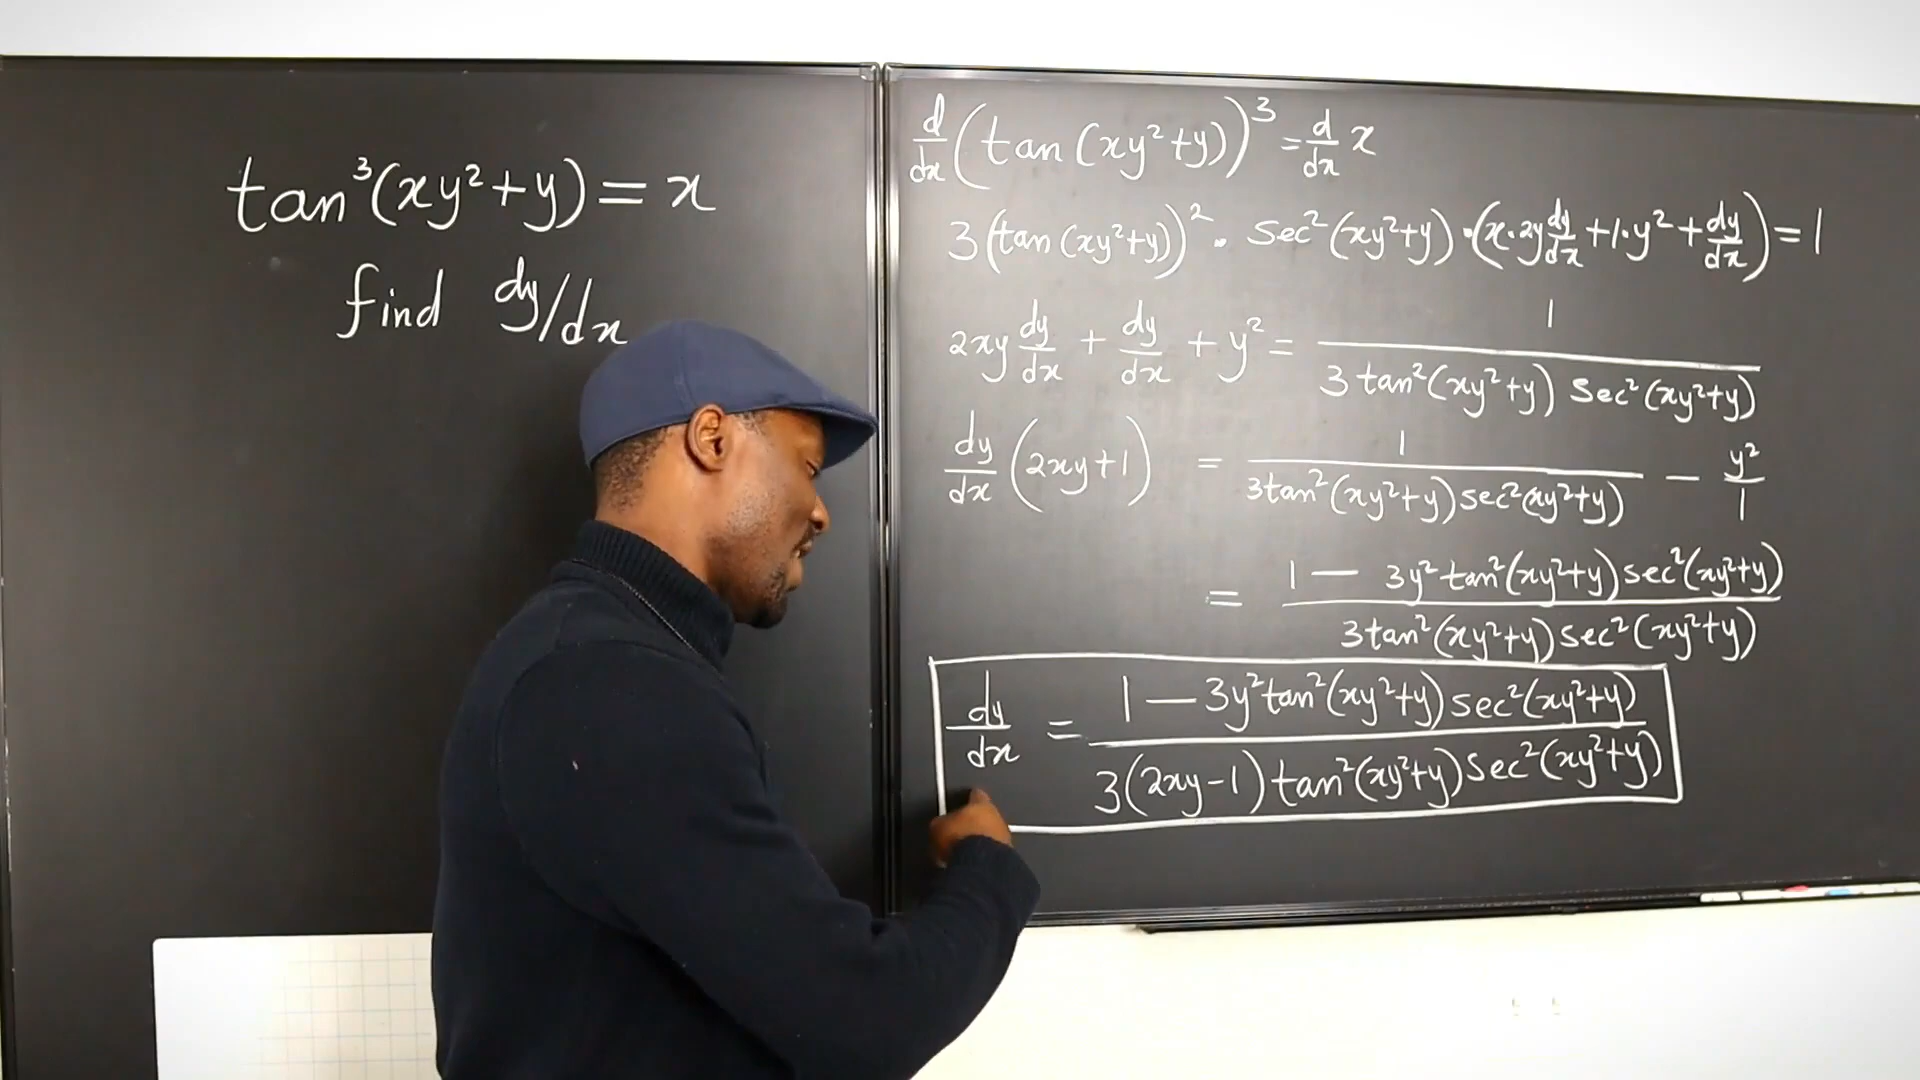 tan³(xy²+y) = x
find dy/dx
d/dx (tan (xy²+y))³ = d/dx x
3(tan (xy²+y))² · sec²(xy²+y) · (x·2y dy/dx + 1·y² + dy/dx) = 1
2xy dy/dx + dy/dx + y² = 1 / 3 tan²(xy²+y) sec²(xy²+y)
dy/dx (2xy+1) = 1 / 3tan²(xy²+y) sec²(xy²+y) − y²/1
= 1 − 3y² tan²(xy²+y) sec²(xy²+y) / 3tan²(xy²+y) sec²(xy²+y)
dy/dx = 1 − 3y² tan²(xy²+y) sec²(xy²+y) / 3(2xy−1) tan²(xy²+y) sec²(xy²+y)